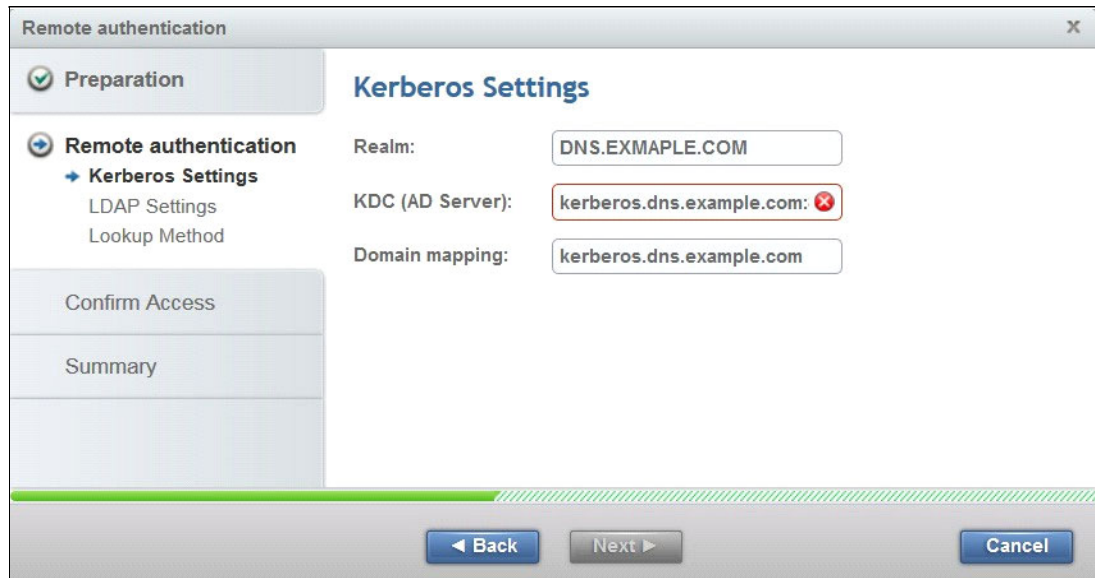 Remote authentication
x
Preparation
Remote authentication
Kerberos Settings
LDAP Settings
Lookup Method
Confirm Access
Summary
Kerberos Settings
Realm: DNS.EXMAPLE.COM
KDC (AD Server): kerberos.dns.example.com:
Domain mapping: kerberos.dns.example.com
Back Next Cancel